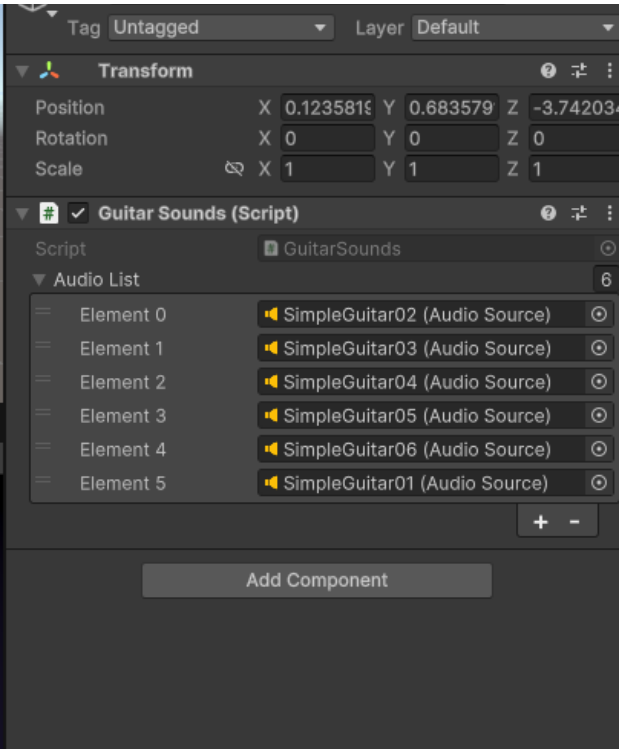 Tag Untagged Layer Default
Transform
Position X 0.1235819 Y 0.683579 Z -3.742034
Rotation X 0 Y 0 Z 0
Scale X 1 Y 1 Z 1
# Guitar Sounds (Script)
Script # GuitarSounds
Audio List 6
Element 0 SimpleGuitar02 (Audio Source)
Element 1 SimpleGuitar03 (Audio Source)
Element 2 SimpleGuitar04 (Audio Source)
Element 3 SimpleGuitar05 (Audio Source)
Element 4 SimpleGuitar06 (Audio Source)
Element 5 SimpleGuitar01 (Audio Source)
+ -
Add Component